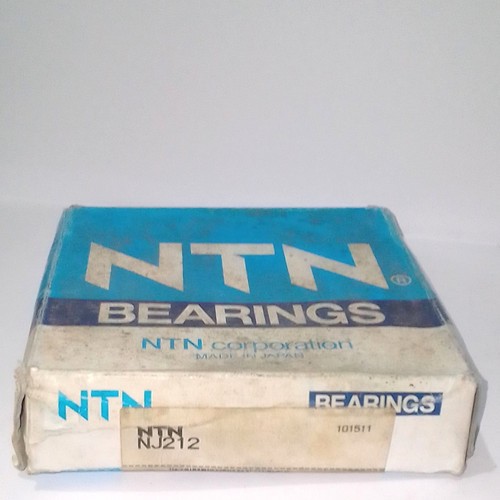 NTN®
BEARINGS
NTN corporation
MADE IN JAPAN
NTN BEARINGS
NTN 101511
NJ212